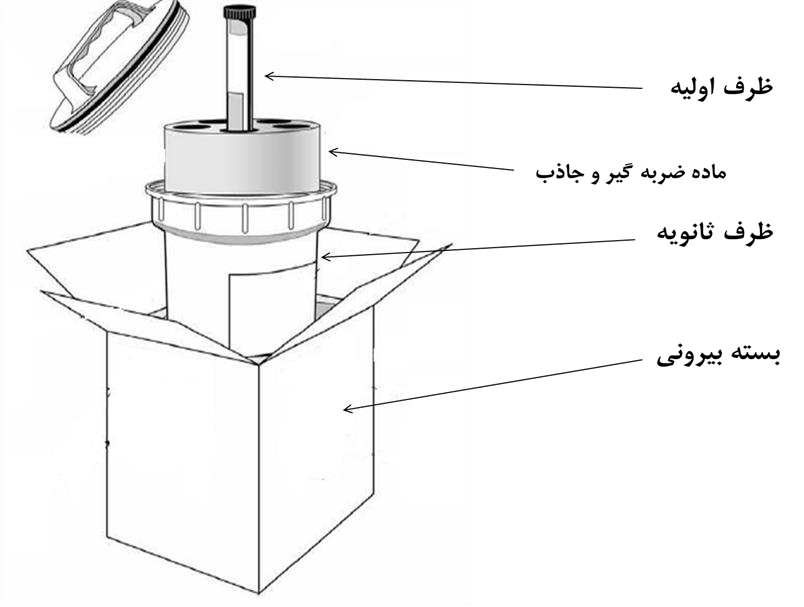 ظرف اولیه
ماده ضربه گیر و جاذب
ظرف ثانویه
بسته بیرونی